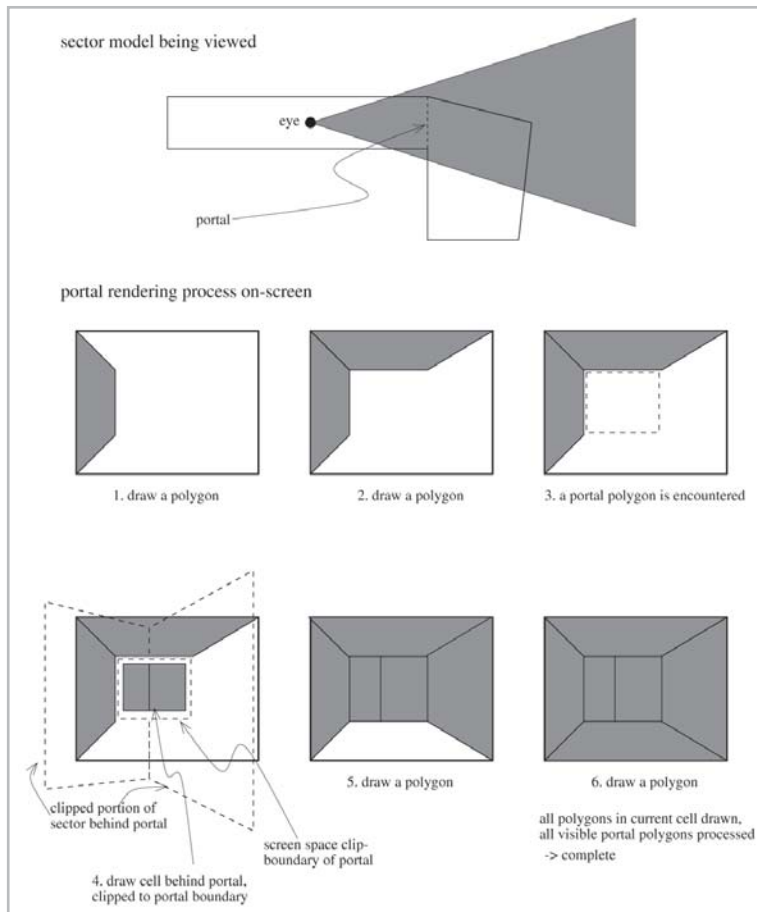 sector model being viewed
eye
portal
portal rendering process on-screen
1. draw a polygon
2. draw a polygon
3. a portal polygon is encountered
clipped portion of
sector behind portal
screen space clip-
boundary of portal
4. draw cell behind portal,
clipped to portal boundary
5. draw a polygon
6. draw a polygon
all polygons in current cell drawn,
all visible portal polygons processed
-> complete